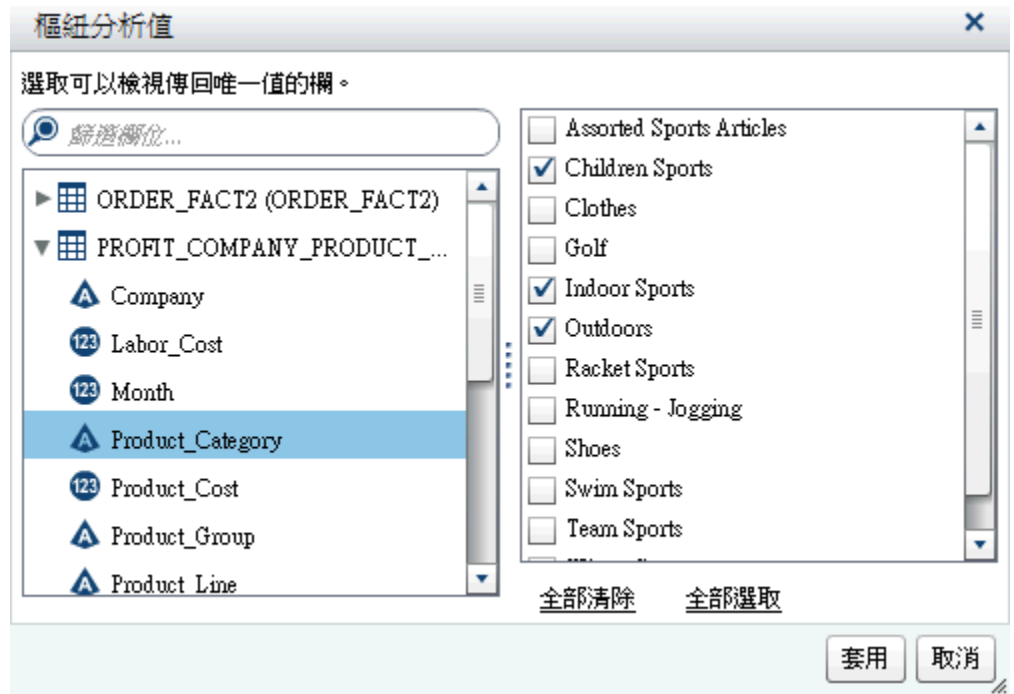 樞紐分析值
選取可以檢視傳回唯一值的欄。
篩選欄位...
ORDER_FACT2 (ORDER_FACT2)
PROFIT_COMPANY_PRODUCT_...
Company
Labor_Cost
Month
Product_Category
Product_Cost
Product_Group
Product_Line
Assorted Sports Articles
Children Sports
Clothes
Golf
Indoor Sports
Outdoors
Racket Sports
Running - Jogging
Shoes
Swim Sports
Team Sports
全部清除 全部選取
套用 取消